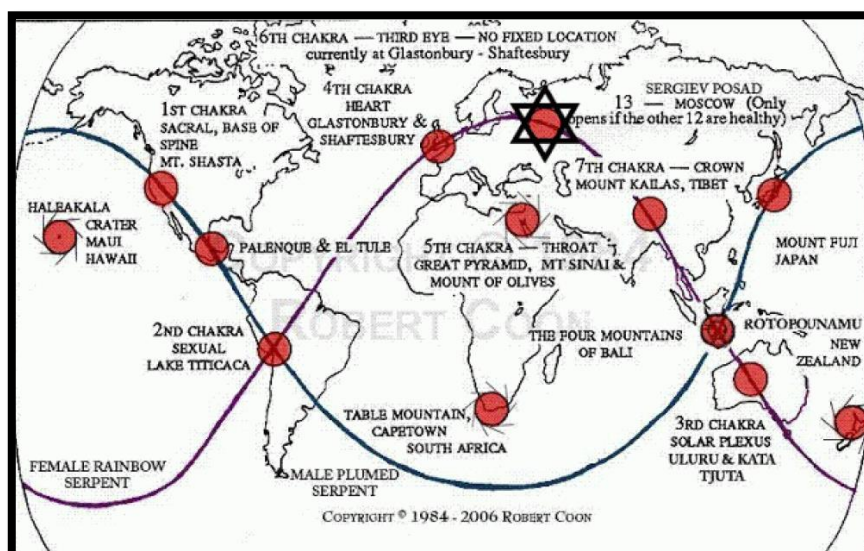 6TH CHAKRA — THIRD EYE — NO FIXED LOCATION
currently at Glastonbury - Shaftesbury
4TH CHAKRA
HEART
GLASTONBURY &
SHAFTESBURY
SERGIEV POSAD
13 — MOSCOW (Only
opens if the other 12 are healthy)
1ST CHAKRA
SACRAL, BASE OF
SPINE
MT. SHASTA
7TH CHAKRA — CROWN
MOUNT KAILAS, TIBET
HALEAKALA
CRATER
MAUI
HAWAII
PALENQUE & EL TULE
5TH CHAKRA — THROAT
GREAT PYRAMID, MT SINAI &
MOUNT OF OLIVES
MOUNT FUJI
JAPAN
COPYRIGHT © 1984
ROBERT COON
2ND CHAKRA
SEXUAL
LAKE TITICACA
THE FOUR MOUNTAINS
OF BALI
ROTOPOUNAMU
NEW
ZEALAND
TABLE MOUNTAIN,
CAPETOWN
SOUTH AFRICA
3RD CHAKRA
SOLAR PLEXUS
ULURU & KATA
TJUTA
FEMALE RAINBOW
SERPENT
MALE PLUMED
SERPENT
COPYRIGHT © 1984 - 2006 ROBERT COON